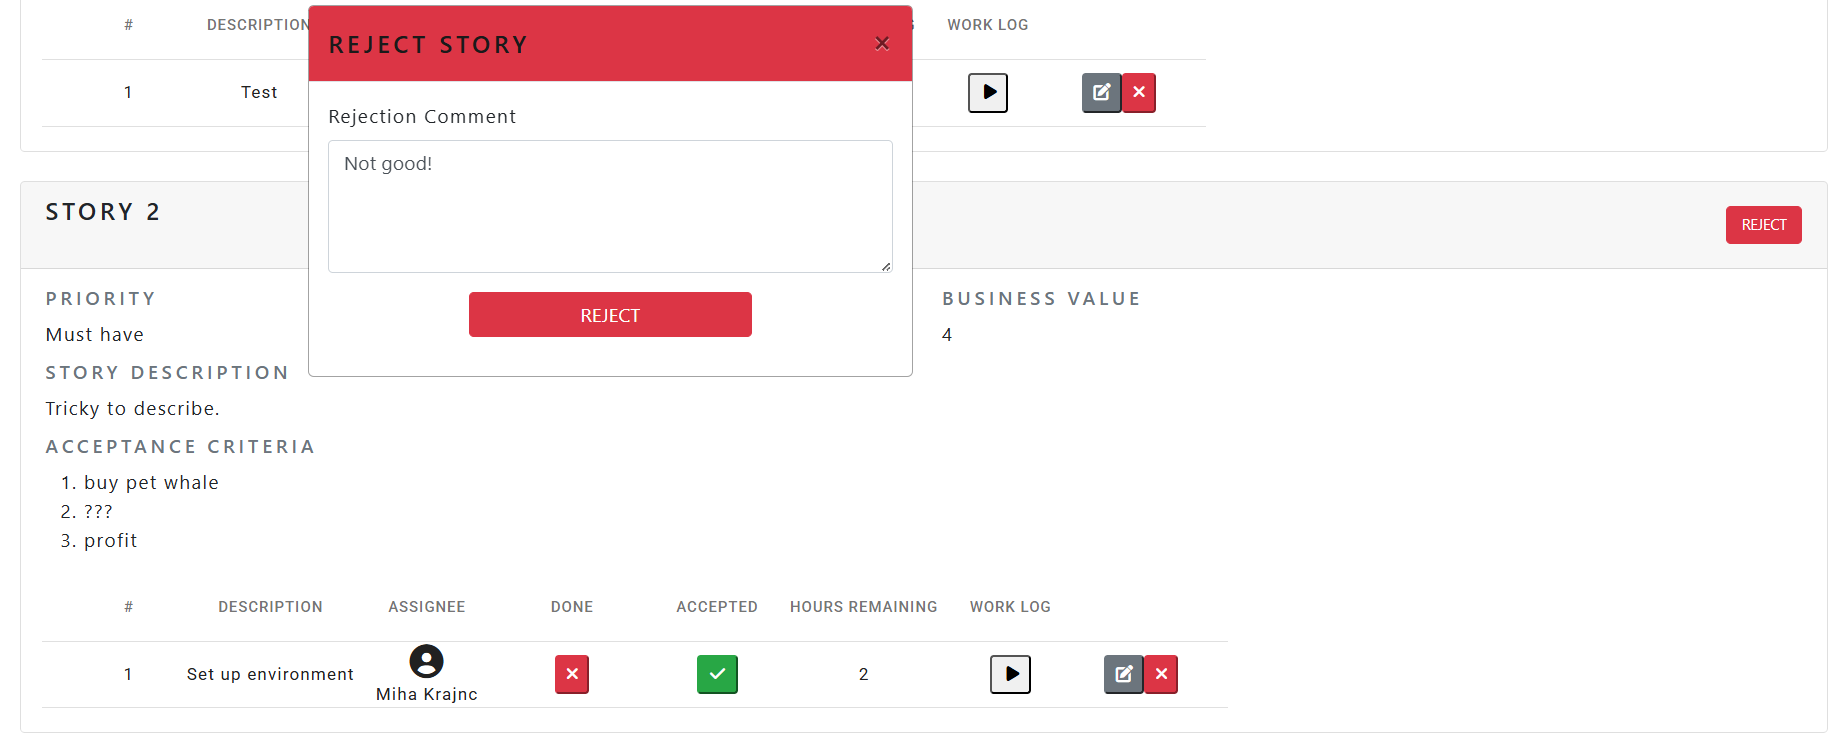 # DESCRIPTION WORK LOG
1 Test
REJECT STORY ×
Rejection Comment
Not good!
REJECT
STORY 2 REJECT
PRIORITY BUSINESS VALUE
Must have 4
STORY DESCRIPTION
Tricky to describe.
ACCEPTANCE CRITERIA
1. buy pet whale
2. ???
3. profit
# DESCRIPTION ASSIGNEE DONE ACCEPTED HOURS REMAINING WORK LOG
1 Set up environment Miha Krajnc 2